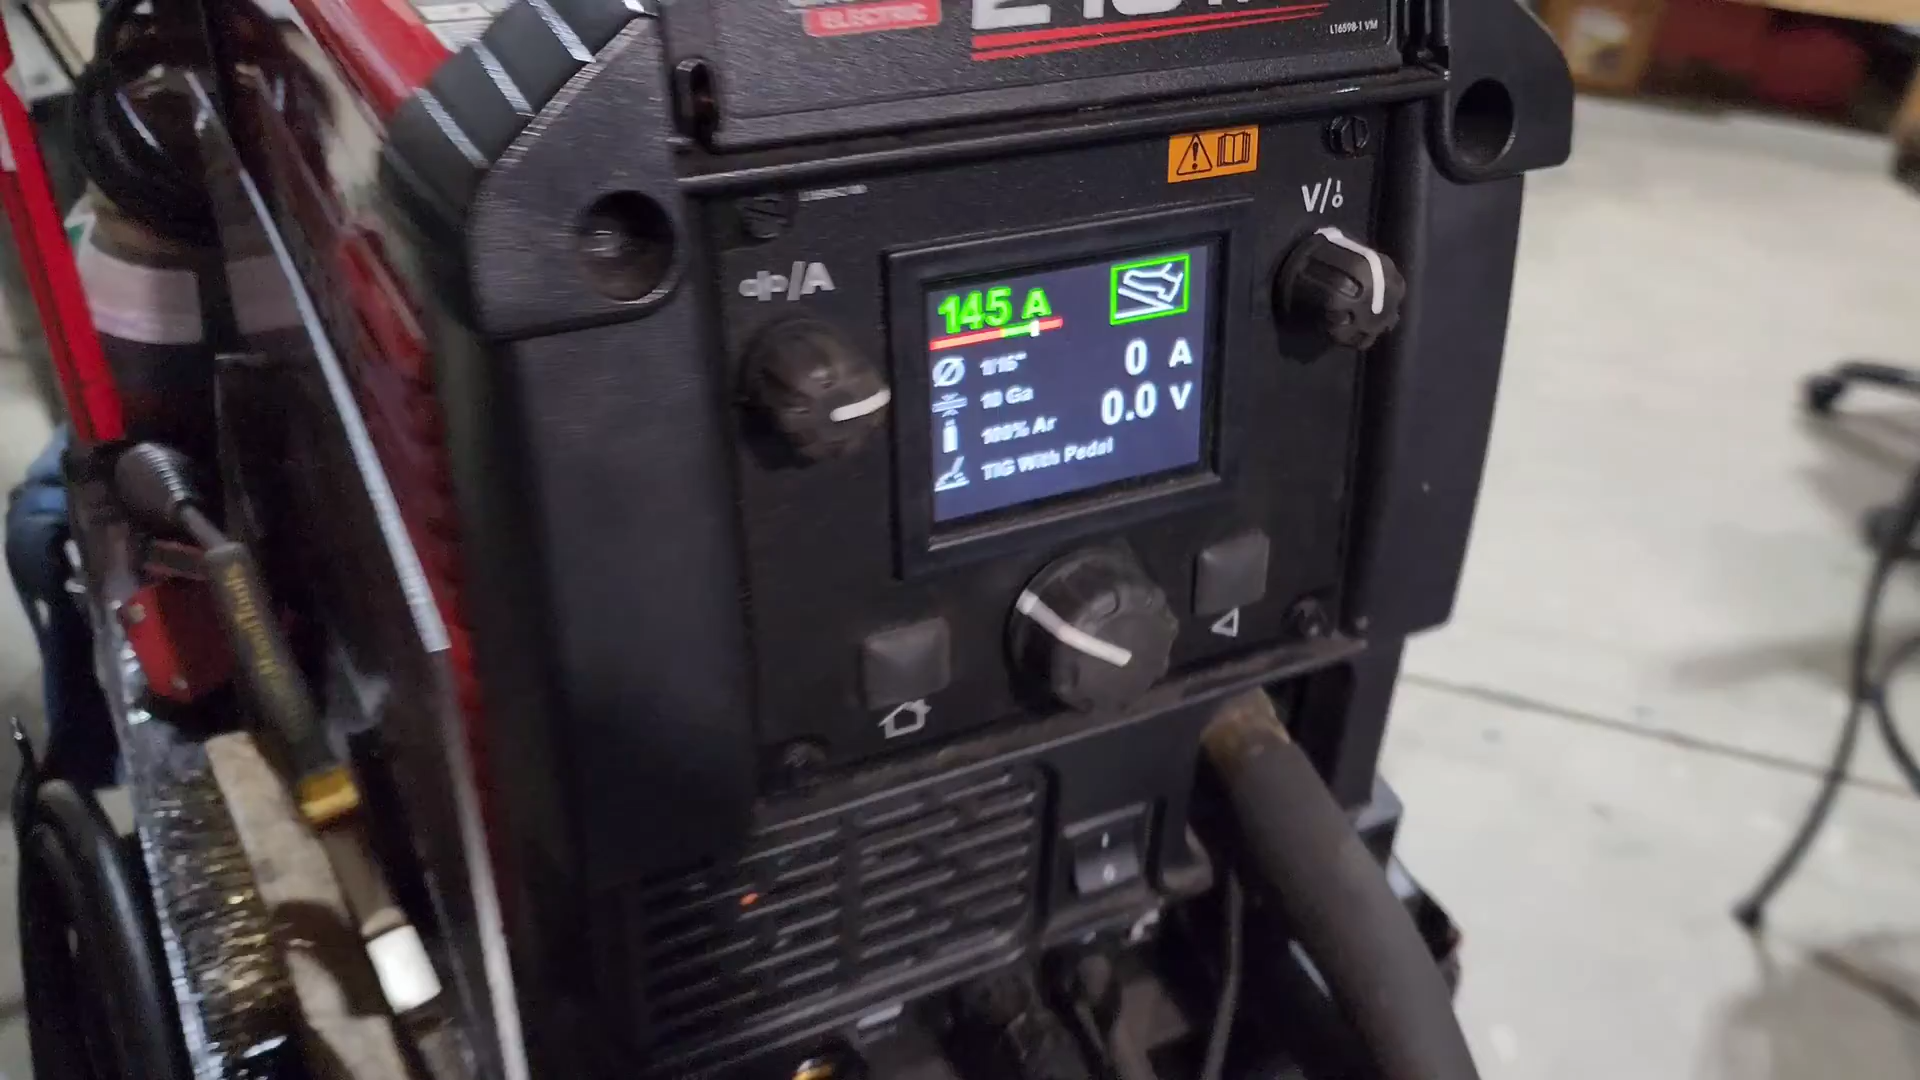 ELECTRIC
L16598-1 VM
V/
/A
145 A
1/16"
0 A
10 Ga
0.0 V
100% Ar
TIG With Pedal